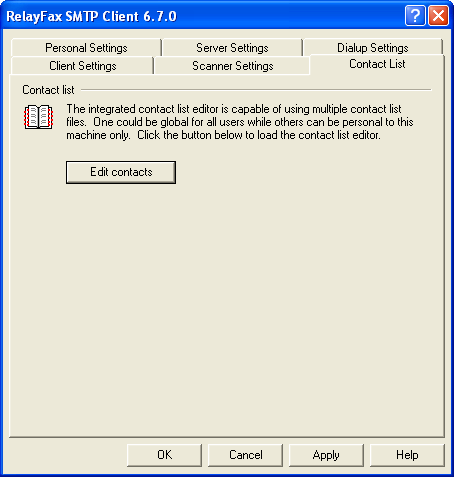 RelayFax SMTP Client 6.7.0
Personal Settings Server Settings Dialup Settings
Client Settings Scanner Settings Contact List
Contact list
The integrated contact list editor is capable of using multiple contact list
files.  One could be global for all users while others can be personal to this
machine only.  Click the button below to load the contact list editor.
Edit contacts
OK Cancel Apply Help